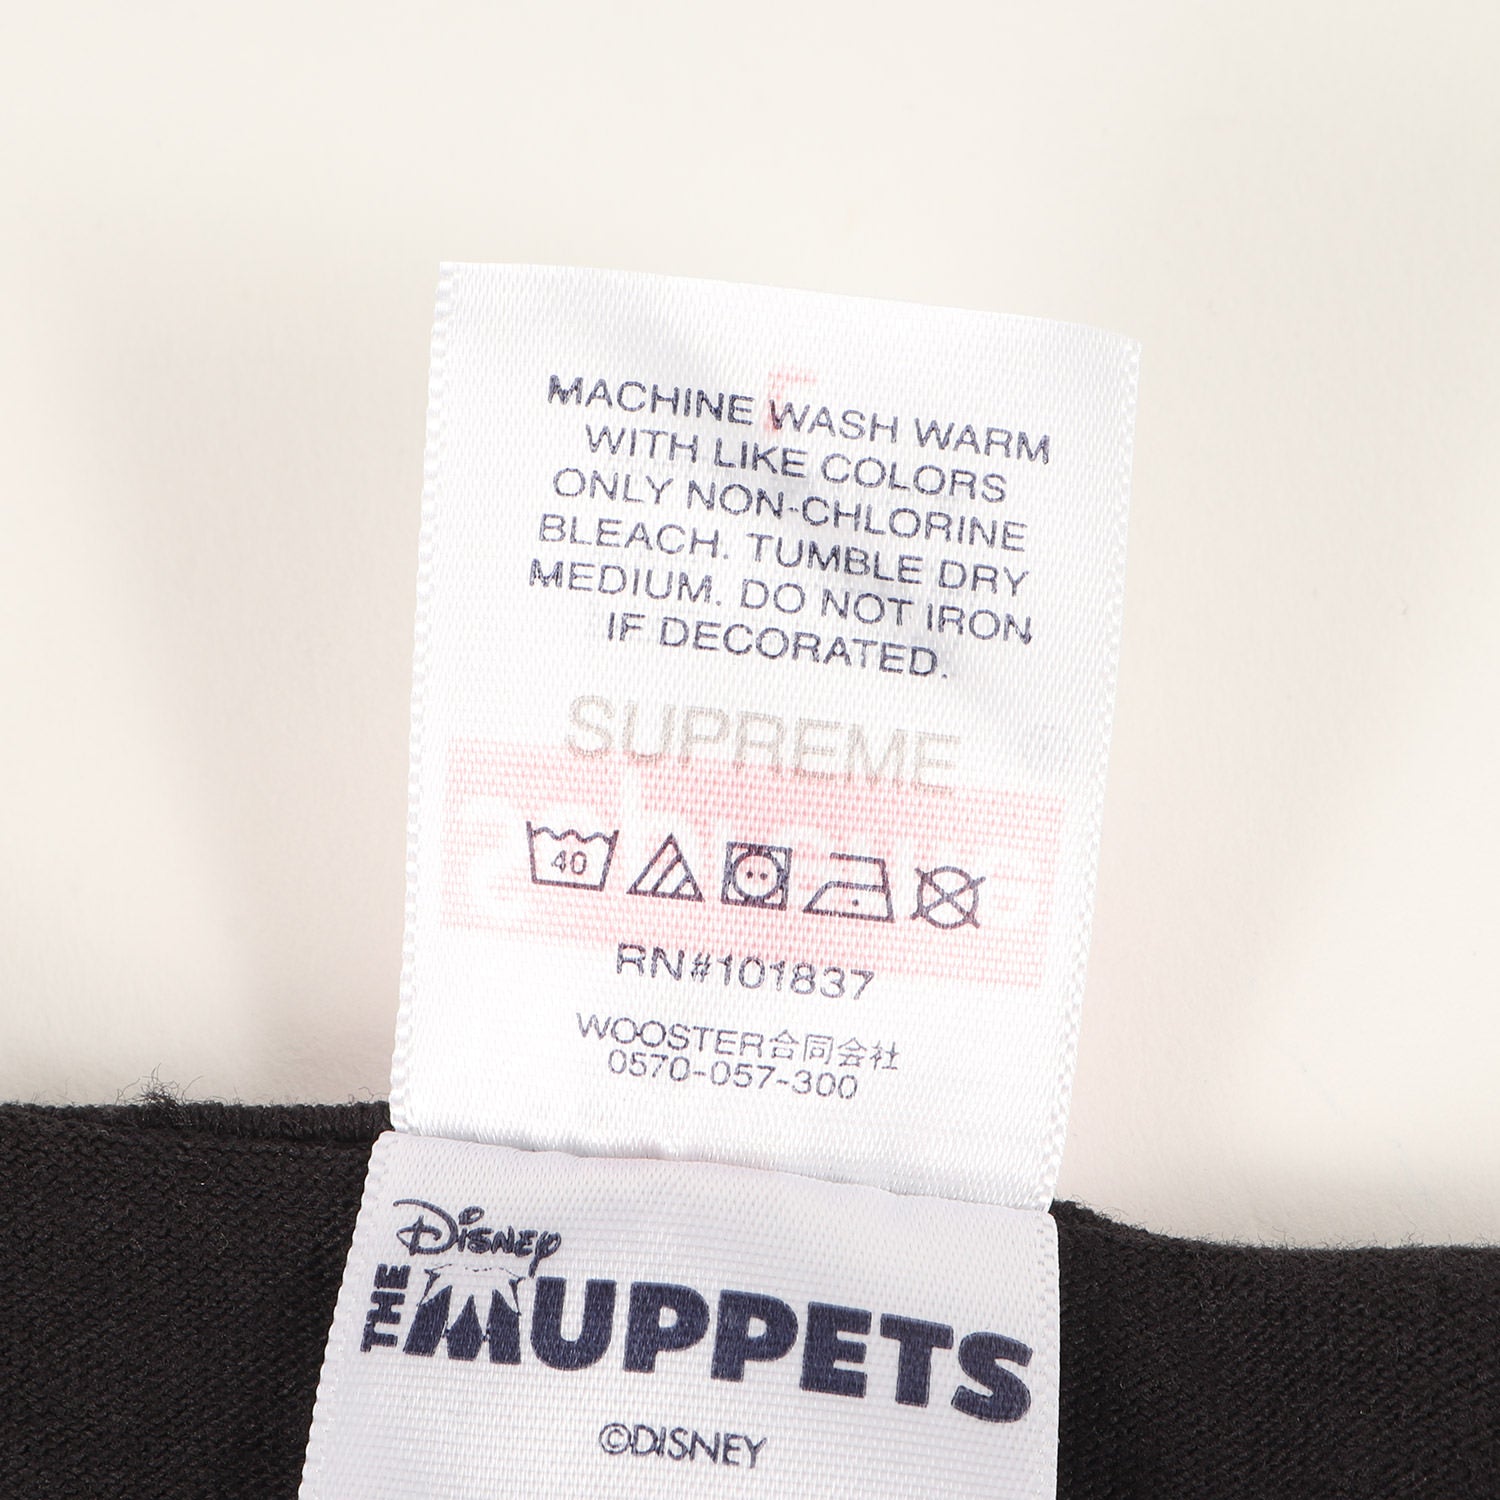 MACHINE WASH WARM
WITH LIKE COLORS
ONLY NON-CHLORINE
BLEACH. TUMBLE DRY
MEDIUM. DO NOT IRON
IF DECORATED.
SUPREME
40
RN#101837
WOOSTER合同会社
0570-057-300
Disney
THE MUPPETS
©DISNEY